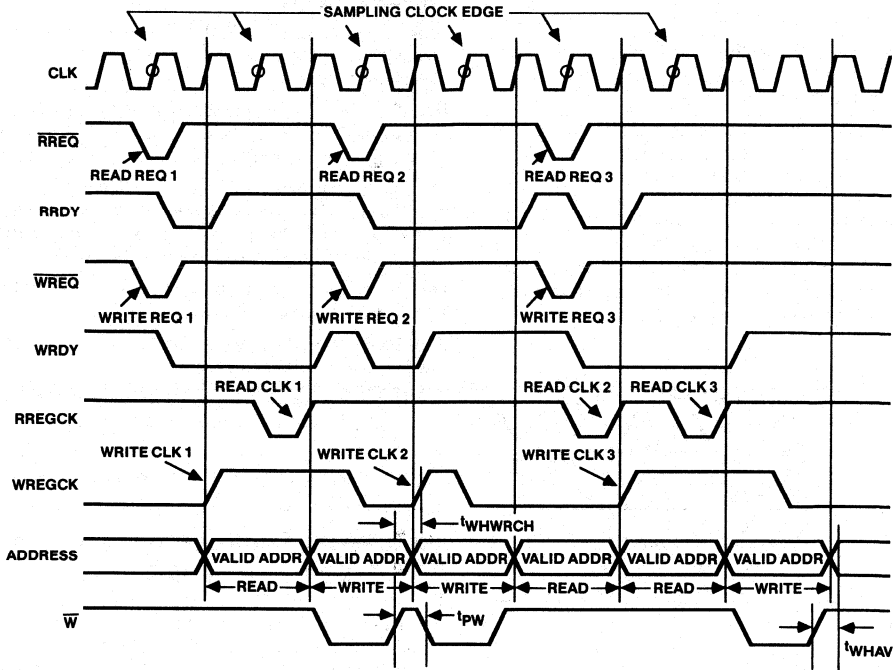 SAMPLING CLOCK EDGE
CLK
RREQ
READ REQ 1
READ REQ 2
READ REQ 3
RRDY
WREQ
WRITE REQ 1
WRITE REQ 2
WRITE REQ 3
WRDY
READ CLK 1
READ CLK 2
READ CLK 3
RREGCK
WRITE CLK 1
WRITE CLK 2
WRITE CLK 3
WREGCK
tWHWRCH
ADDRESS
VALID ADDR VALID ADDR VALID ADDR VALID ADDR VALID ADDR VALID ADDR
READ WRITE WRITE READ READ WRITE
W
tPW
tWHAV